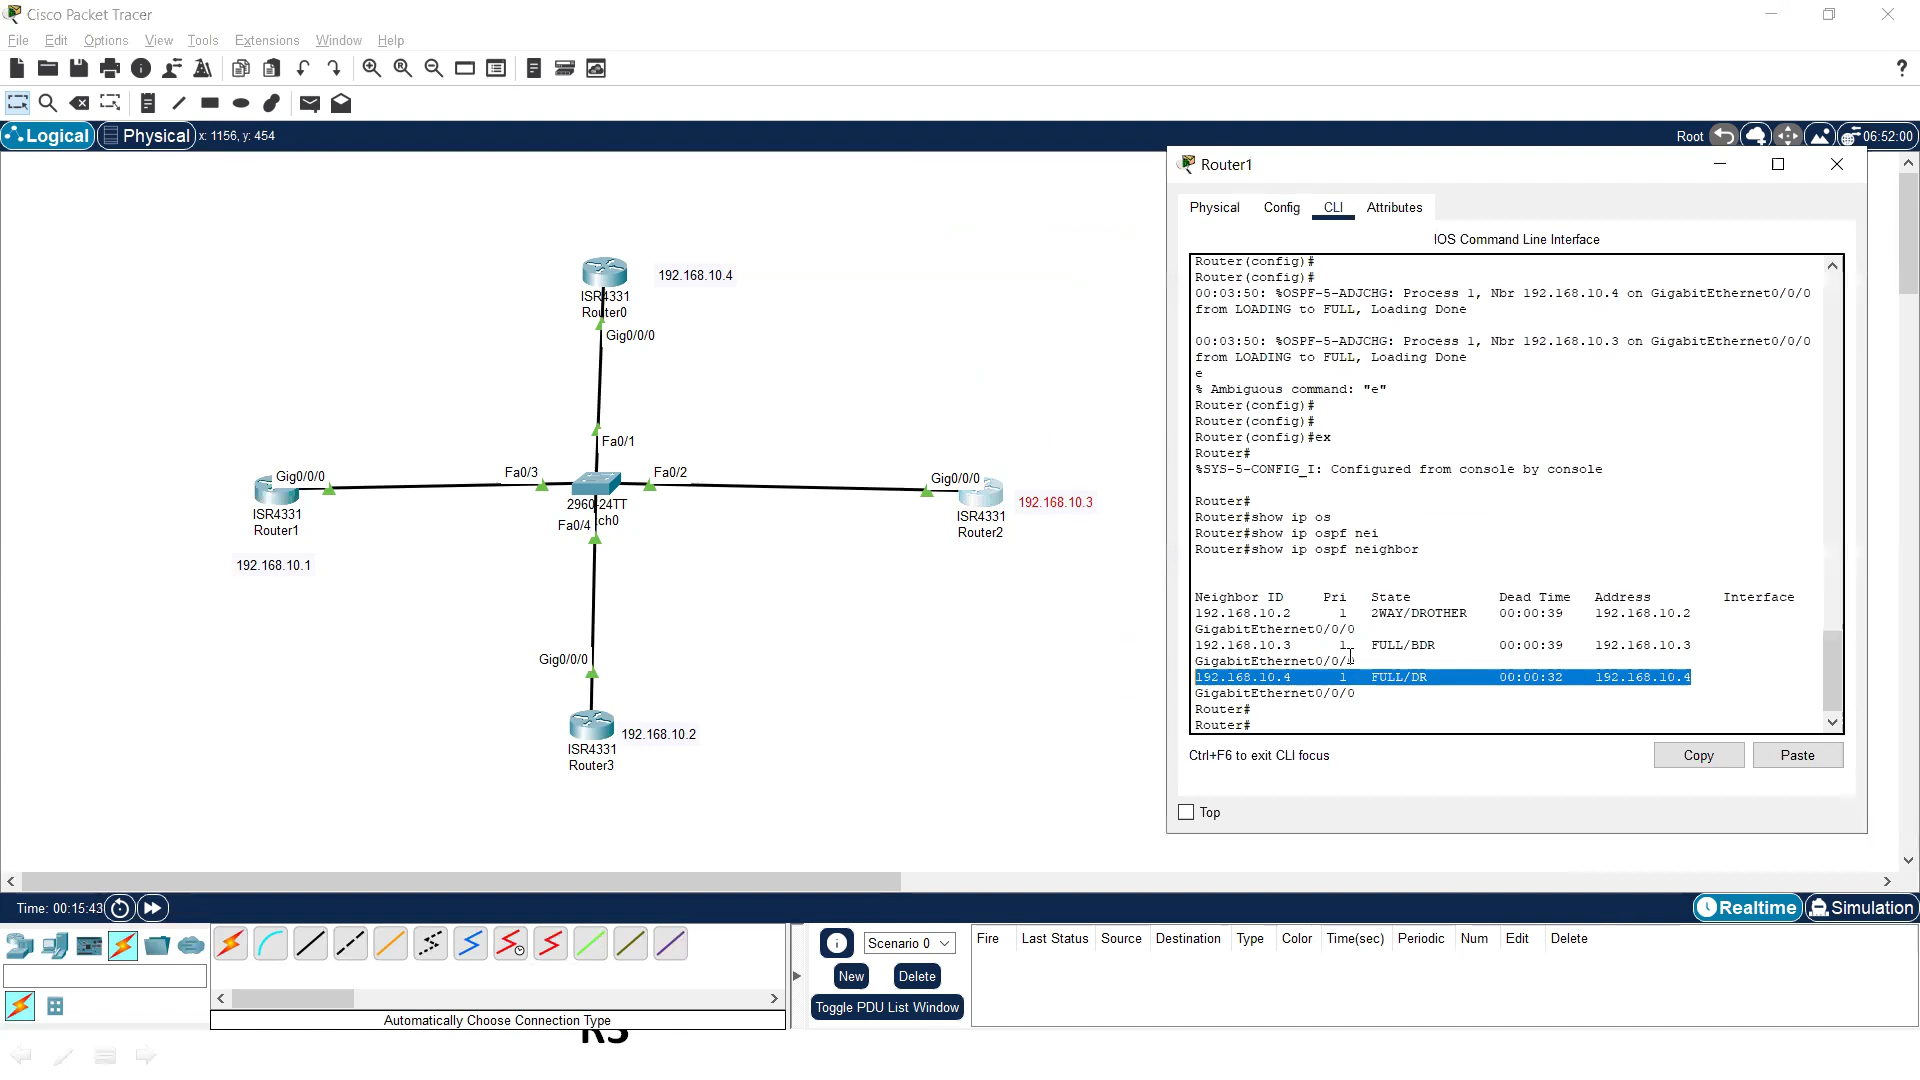 Cisco Packet Tracer
File Edit Options View Tools Extensions Window Help
?
Logical Physical x: 1156, y: 454 Root 06:52:00
Router1
Physical Config CLI Attributes
IOS Command Line Interface
Router(config)#
Router(config)#
00:03:50: %OSPF-5-ADJCHG: Process 1, Nbr 192.168.10.4 on GigabitEthernet0/0/0
from LOADING to FULL, Loading Done
00:03:50: %OSPF-5-ADJCHG: Process 1, Nbr 192.168.10.3 on GigabitEthernet0/0/0
from LOADING to FULL, Loading Done
e
% Ambiguous command: "e"
Router(config)#
Router(config)#
Router(config)#ex
Router#
%SYS-5-CONFIG_I: Configured from console by console
Router#
Router#show ip os
Router#show ip ospf nei
Router#show ip ospf neighbor
Neighbor ID Pri State Dead Time Address Interface
192.168.10.2 1 2WAY/DROTHER 00:00:39 192.168.10.2
GigabitEthernet0/0/0
192.168.10.3 1 FULL/BDR 00:00:39 192.168.10.3
GigabitEthernet0/0/0
192.168.10.4 1 FULL/DR 00:00:32 192.168.10.4
GigabitEthernet0/0/0
Router#
Router#
Ctrl+F6 to exit CLI focus
Copy Paste
Top
192.168.10.4
ISR4331
Router0
Gig0/0/0
Fa0/1
Gig0/0/0 Fa0/3 Fa0/2 Gig0/0/0
ISR4331
Router1
192.168.10.1
2960-24TT
ch0
Fa0/4
192.168.10.3
ISR4331
Router2
Gig0/0/0
192.168.10.2
ISR4331
Router3
Time: 00:15:43 Realtime Simulation
Scenario 0
New Delete
Toggle PDU List Window
Fire Last Status Source Destination Type Color Time(sec) Periodic Num Edit Delete
Automatically Choose Connection Type